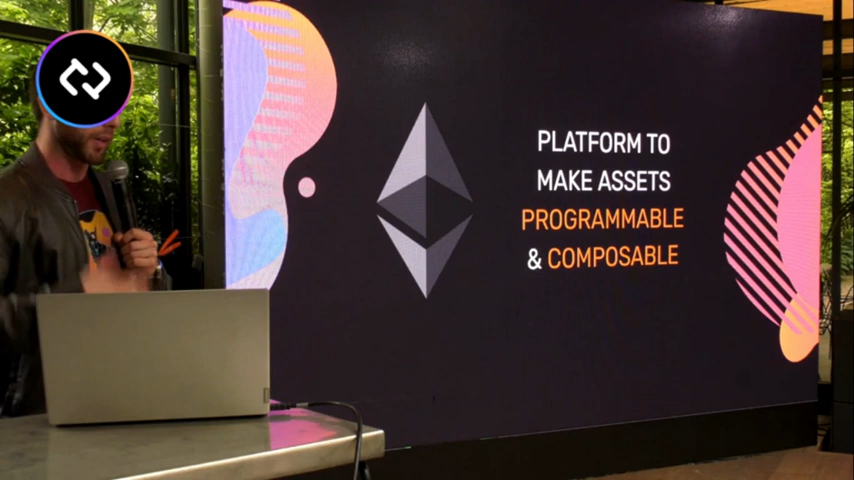 PLATFORM TO
MAKE ASSETS
PROGRAMMABLE
& COMPOSABLE